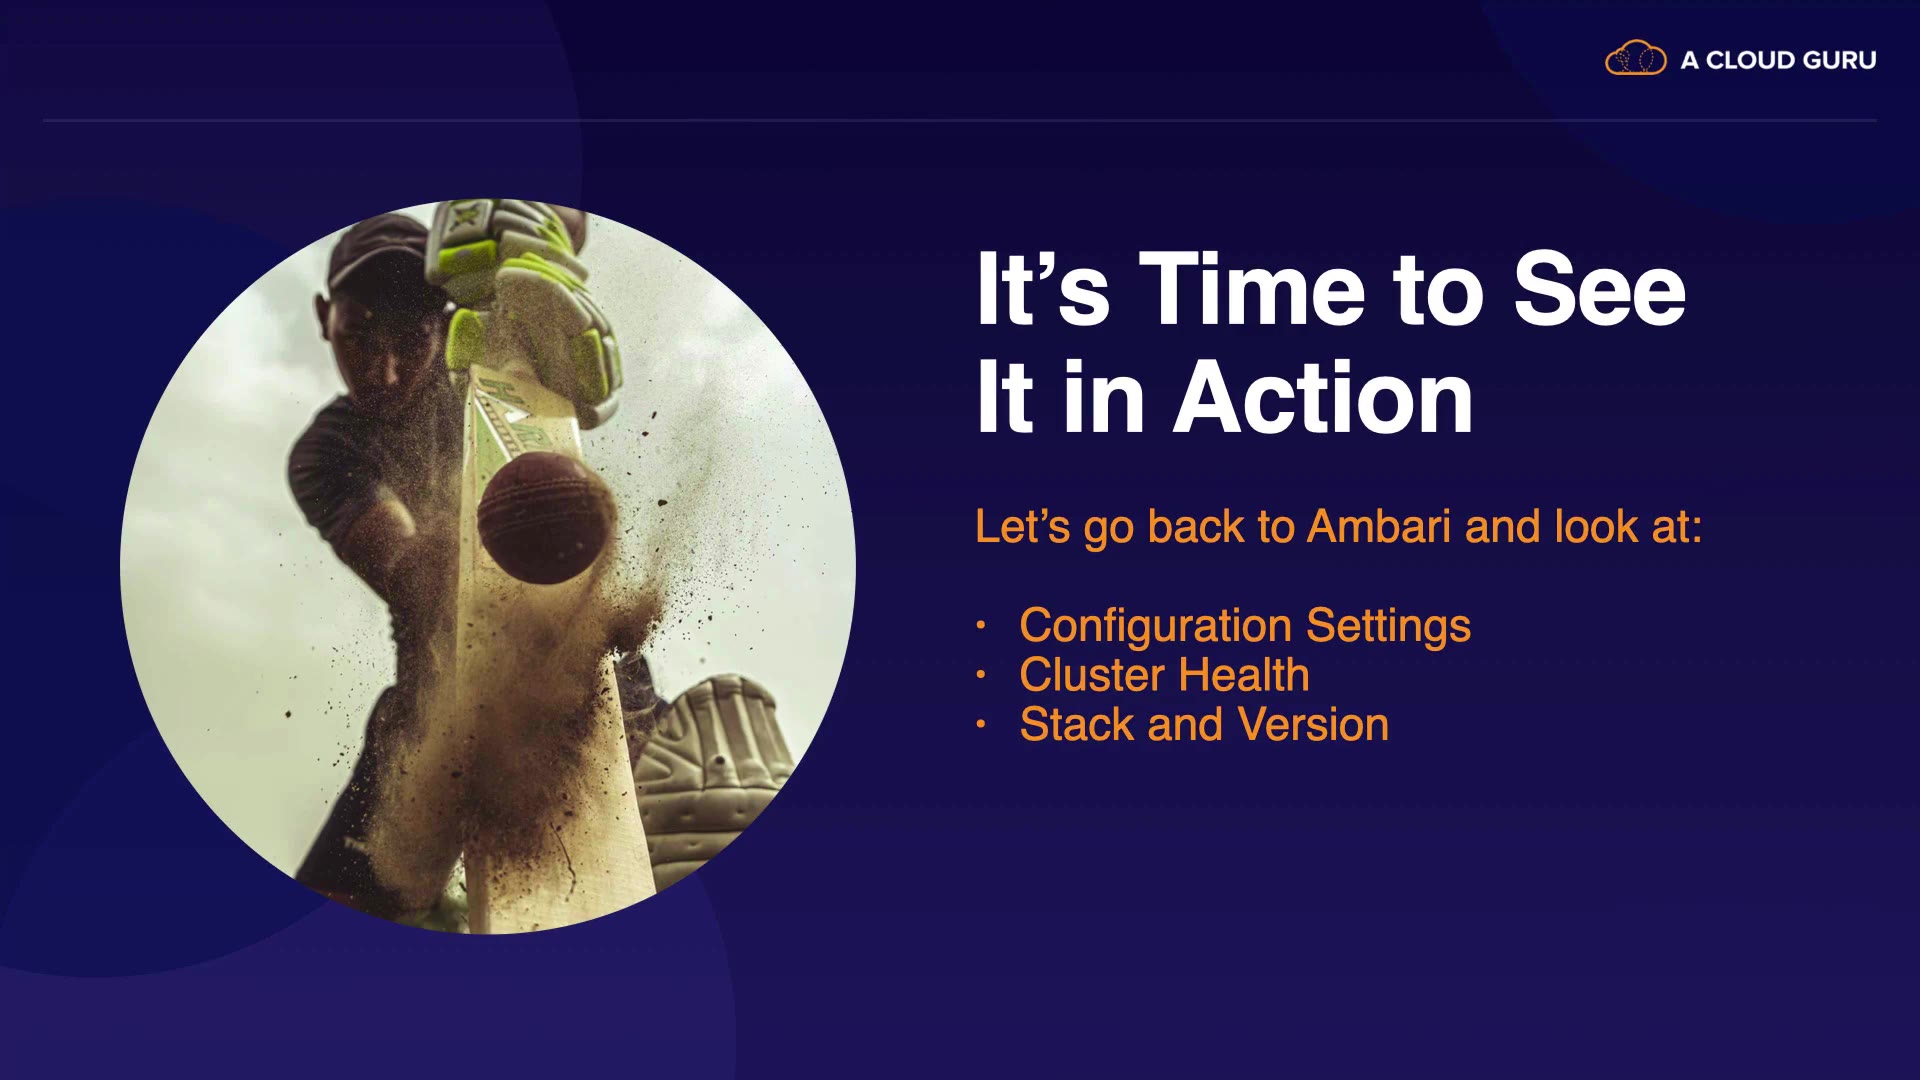 A CLOUD GURU
It’s Time to See
It in Action
Let’s go back to Ambari and look at:
• Configuration Settings
• Cluster Health
• Stack and Version